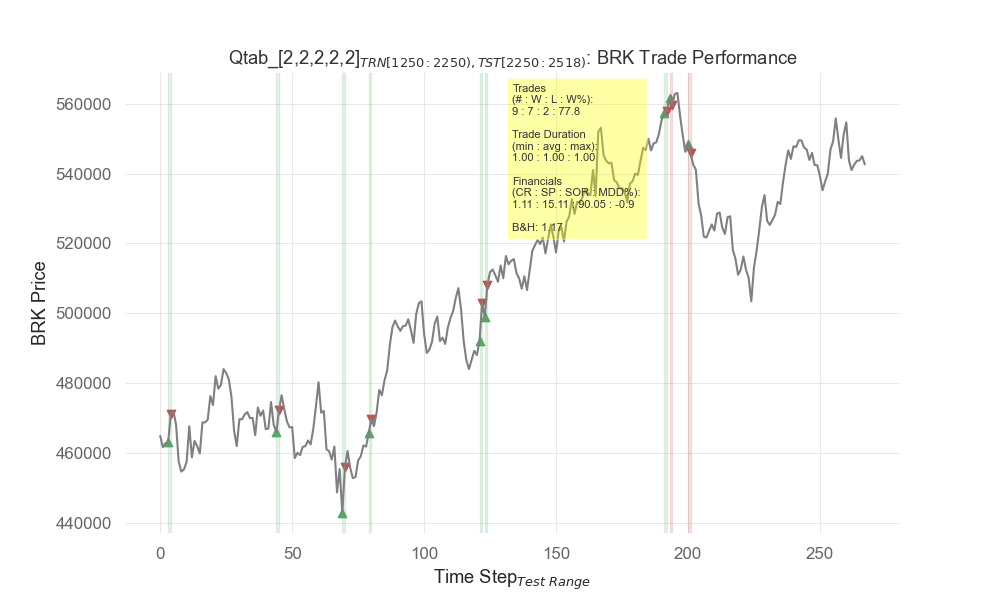 Qtab_[2,2,2,2,2]TRN[1250:2250),TST[2250:2518): BRK Trade Performance
Trades
(# : W : L : W%):
9 : 7 : 2 : 77.8
Trade Duration
(min : avg : max):
1.00 : 1.00 : 1.00
Financials
(CR : SP : SOR : MDD%):
1.11 : 15.11 : 90.05 : -0.9
B&H: 1.17
BRK Price
560000
540000
520000
500000
480000
460000
440000
0 50 100 150 200 250
Time Step Test Range